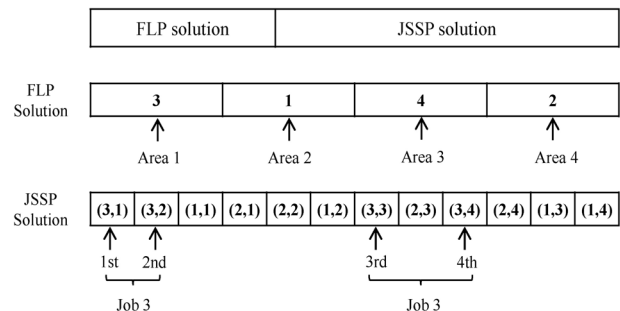 FLP solution JSSP solution
FLP Solution
3 1 4 2
Area 1 Area 2 Area 3 Area 4
JSSP Solution
(3,1) (3,2) (1,1) (2,1) (2,2) (1,2) (3,3) (2,3) (3,4) (2,4) (1,3) (1,4)
1st 2nd 3rd 4th
Job 3 Job 3